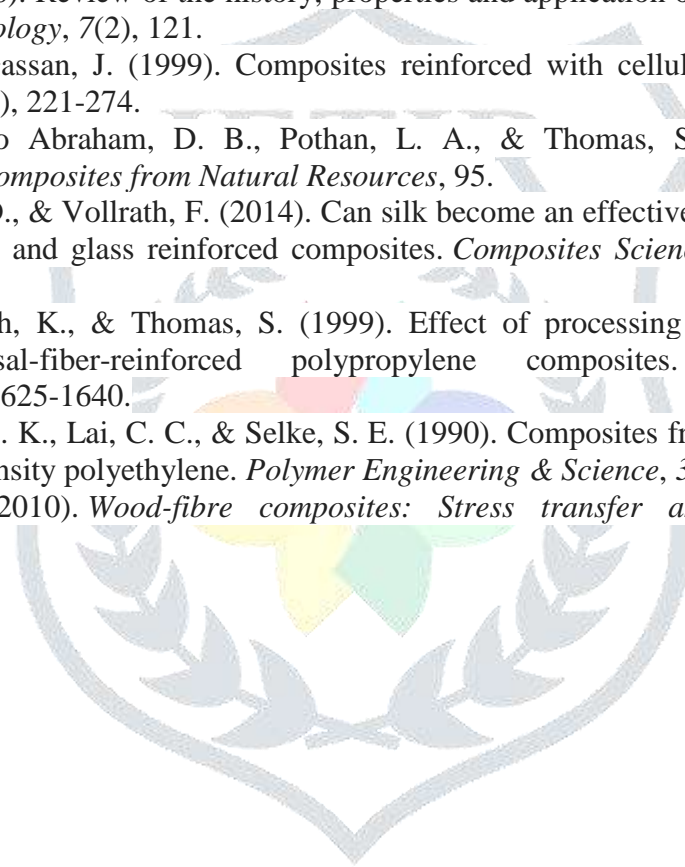 ). Review of the history, properties and application o
ology, 7(2), 121.
assan, J. (1999). Composites reinforced with cellul
), 221-274.
o Abraham, D. B., Pothan, L. A., & Thomas, S
omposites from Natural Resources, 95.
., & Vollrath, F. (2014). Can silk become an effective
and glass reinforced composites. Composites Scien
h, K., & Thomas, S. (1999). Effect of processing
sal-fiber-reinforced polypropylene composites.
625-1640.
. K., Lai, C. C., & Selke, S. E. (1990). Composites fr
nsity polyethylene. Polymer Engineering & Science, 3
2010). Wood-fibre composites: Stress transfer a